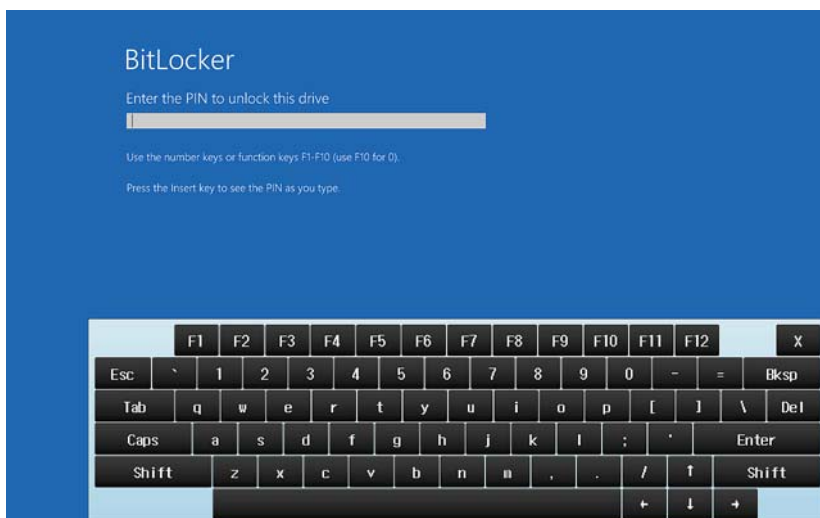 BitLocker
Enter the PIN to unlock this drive
Use the number keys or function keys F1-F10 (use F10 for 0).
Press the Insert key to see the PIN as you type.
F1 F2 F3 F4 F5 F6 F7 F8 F9 F10 F11 F12 X
Esc ` 1 2 3 4 5 6 7 8 9 0 - = Bksp
Tab q w e r t y u i o p [ ] \ Del
Caps a s d f g h j k l ; ' Enter
Shift z x c v b n m , . / ↑ Shift
← ↓ →